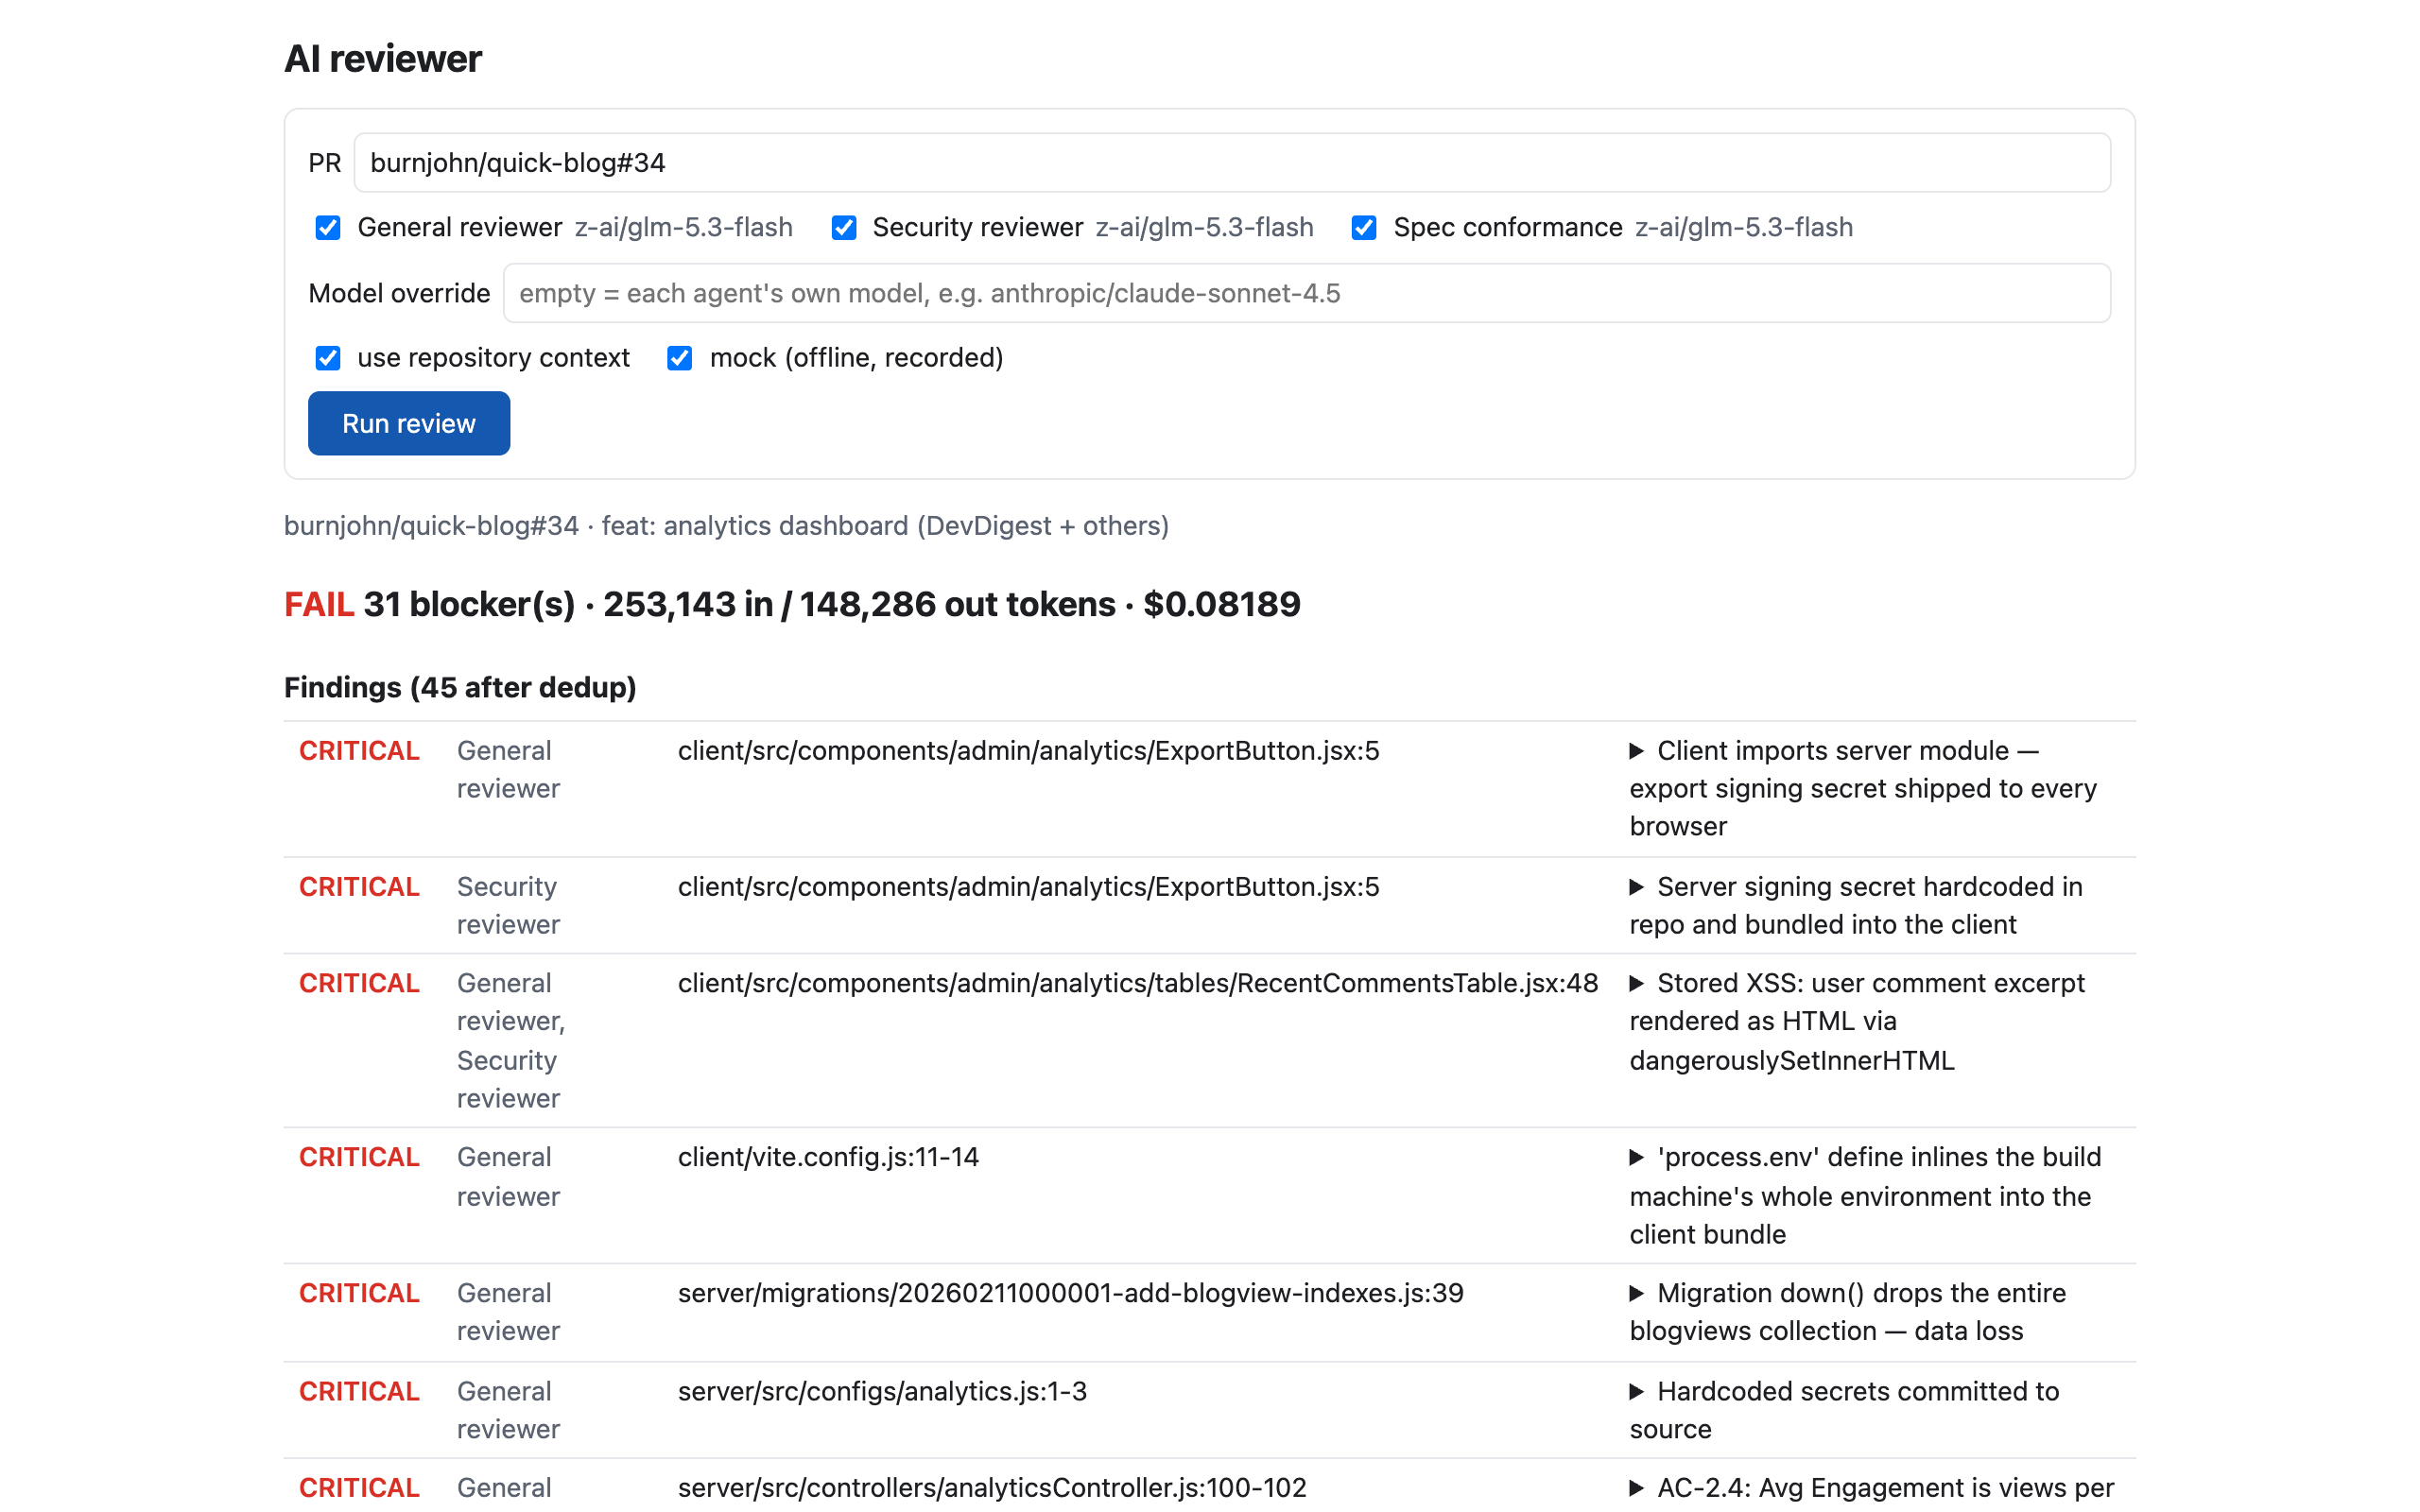 AI reviewer
PR burnjohn/quick-blog#34
General reviewer z-ai/glm-5.3-flash Security reviewer z-ai/glm-5.3-flash Spec conformance z-ai/glm-5.3-flash
Model override empty = each agent's own model, e.g. anthropic/claude-sonnet-4.5
use repository context mock (offline, recorded)
Run review
burnjohn/quick-blog#34 · feat: analytics dashboard (DevDigest + others)
FAIL 31 blocker(s) · 253,143 in / 148,286 out tokens · $0.08189
Findings (45 after dedup)
CRITICAL General client/src/components/admin/analytics/ExportButton.jsx:5 ▶ Client imports server module —
reviewer export signing secret shipped to every
browser
CRITICAL Security client/src/components/admin/analytics/ExportButton.jsx:5 ▶ Server signing secret hardcoded in
reviewer repo and bundled into the client
CRITICAL General client/src/components/admin/analytics/tables/RecentCommentsTable.jsx:48 ▶ Stored XSS: user comment excerpt
reviewer, rendered as HTML via
Security dangerouslySetInnerHTML
reviewer
CRITICAL General client/vite.config.js:11-14 ▶ 'process.env' define inlines the build
reviewer machine's whole environment into the
client bundle
CRITICAL General server/migrations/20260211000001-add-blogview-indexes.js:39 ▶ Migration down() drops the entire
reviewer blogviews collection — data loss
CRITICAL General server/src/configs/analytics.js:1-3 ▶ Hardcoded secrets committed to
reviewer source
CRITICAL General server/src/controllers/analyticsController.js:100-102 ▶ AC-2.4: Avg Engagement is views per